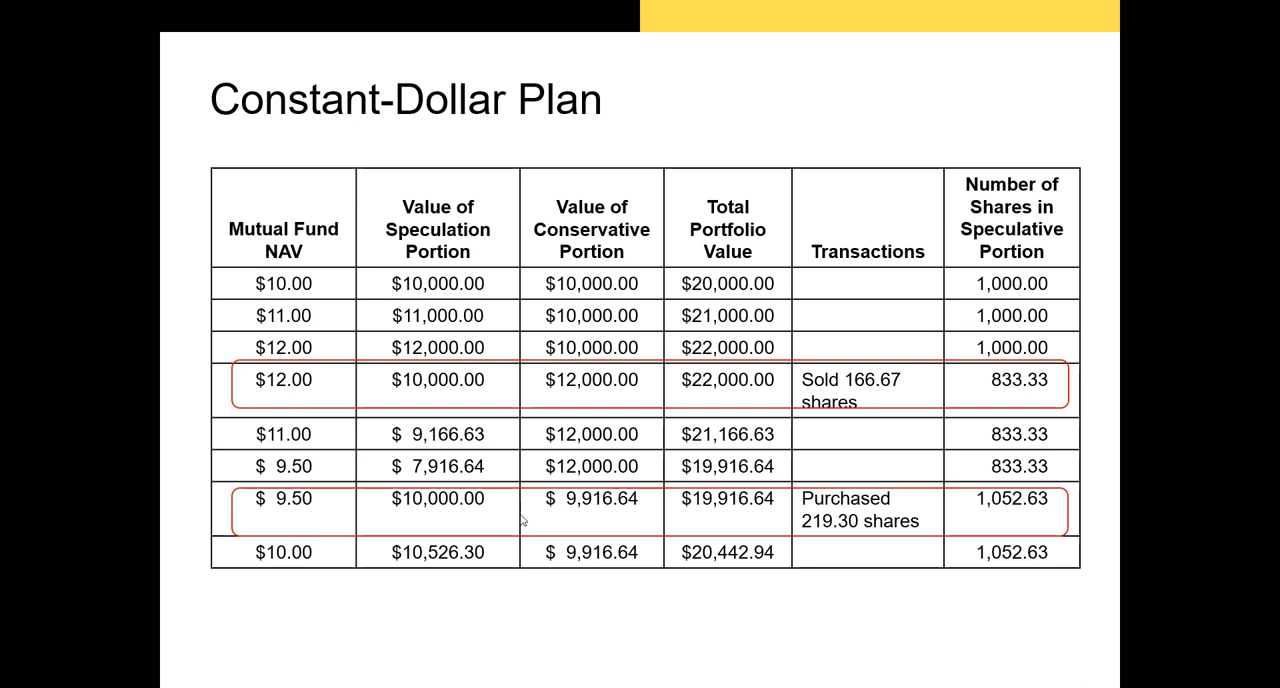 Constant-Dollar Plan
Mutual Fund
NAV
Value of
Speculation
Portion
Value of
Conservative
Portion
Total
Portfolio
Value
Transactions
Number of
Shares in
Speculative
Portion
$10.00 $10,000.00 $10,000.00 $20,000.00 1,000.00
$11.00 $11,000.00 $10,000.00 $21,000.00 1,000.00
$12.00 $12,000.00 $10,000.00 $22,000.00 1,000.00
$12.00 $10,000.00 $12,000.00 $22,000.00 Sold 166.67 833.33
shares
$11.00 $ 9,166.63 $12,000.00 $21,166.63 833.33
$ 9.50 $ 7,916.64 $12,000.00 $19,916.64 833.33
$ 9.50 $10,000.00 $ 9,916.64 $19,916.64 Purchased 1,052.63
219.30 shares
$10.00 $10,526.30 $ 9,916.64 $20,442.94 1,052.63